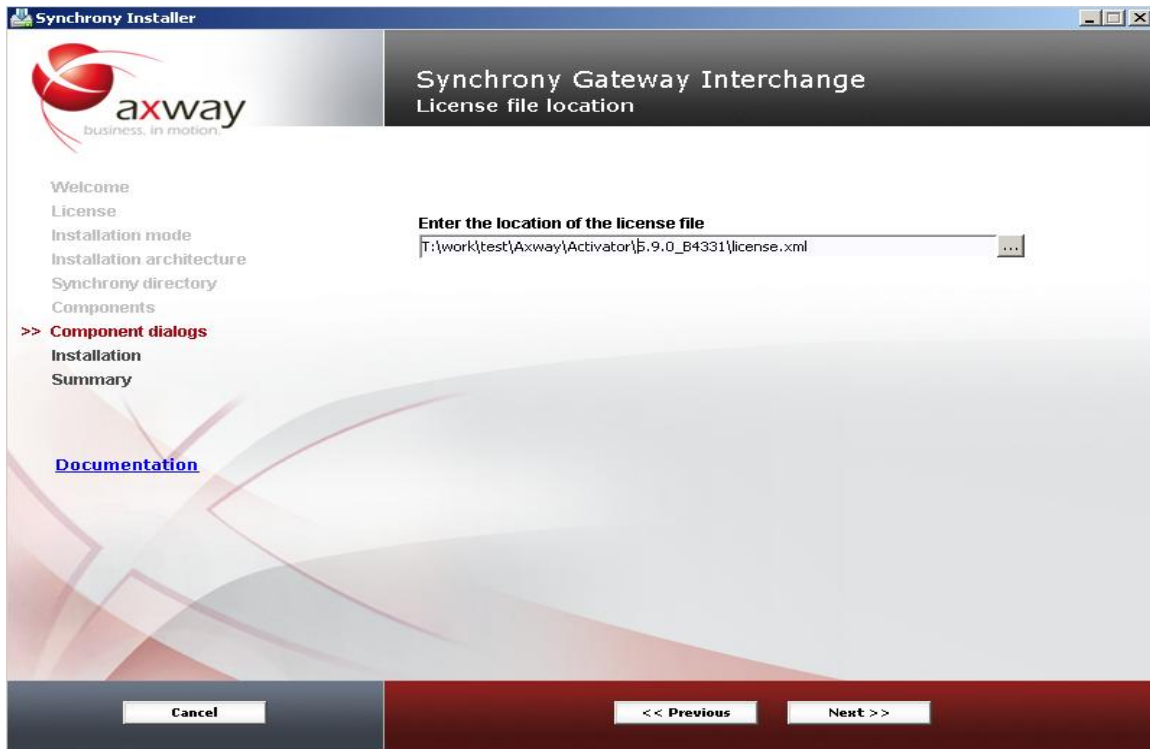 Synchrony Installer
axway
business. in motion.
Synchrony Gateway Interchange
License file location
Welcome
License
Installation mode
Installation architecture
Synchrony directory
Components
>> Component dialogs
Installation
Summary
Documentation
Enter the location of the license file
T:\work\test\Axway\Activator\5.9.0_B4331\license.xml
...
Cancel
<< Previous
Next >>